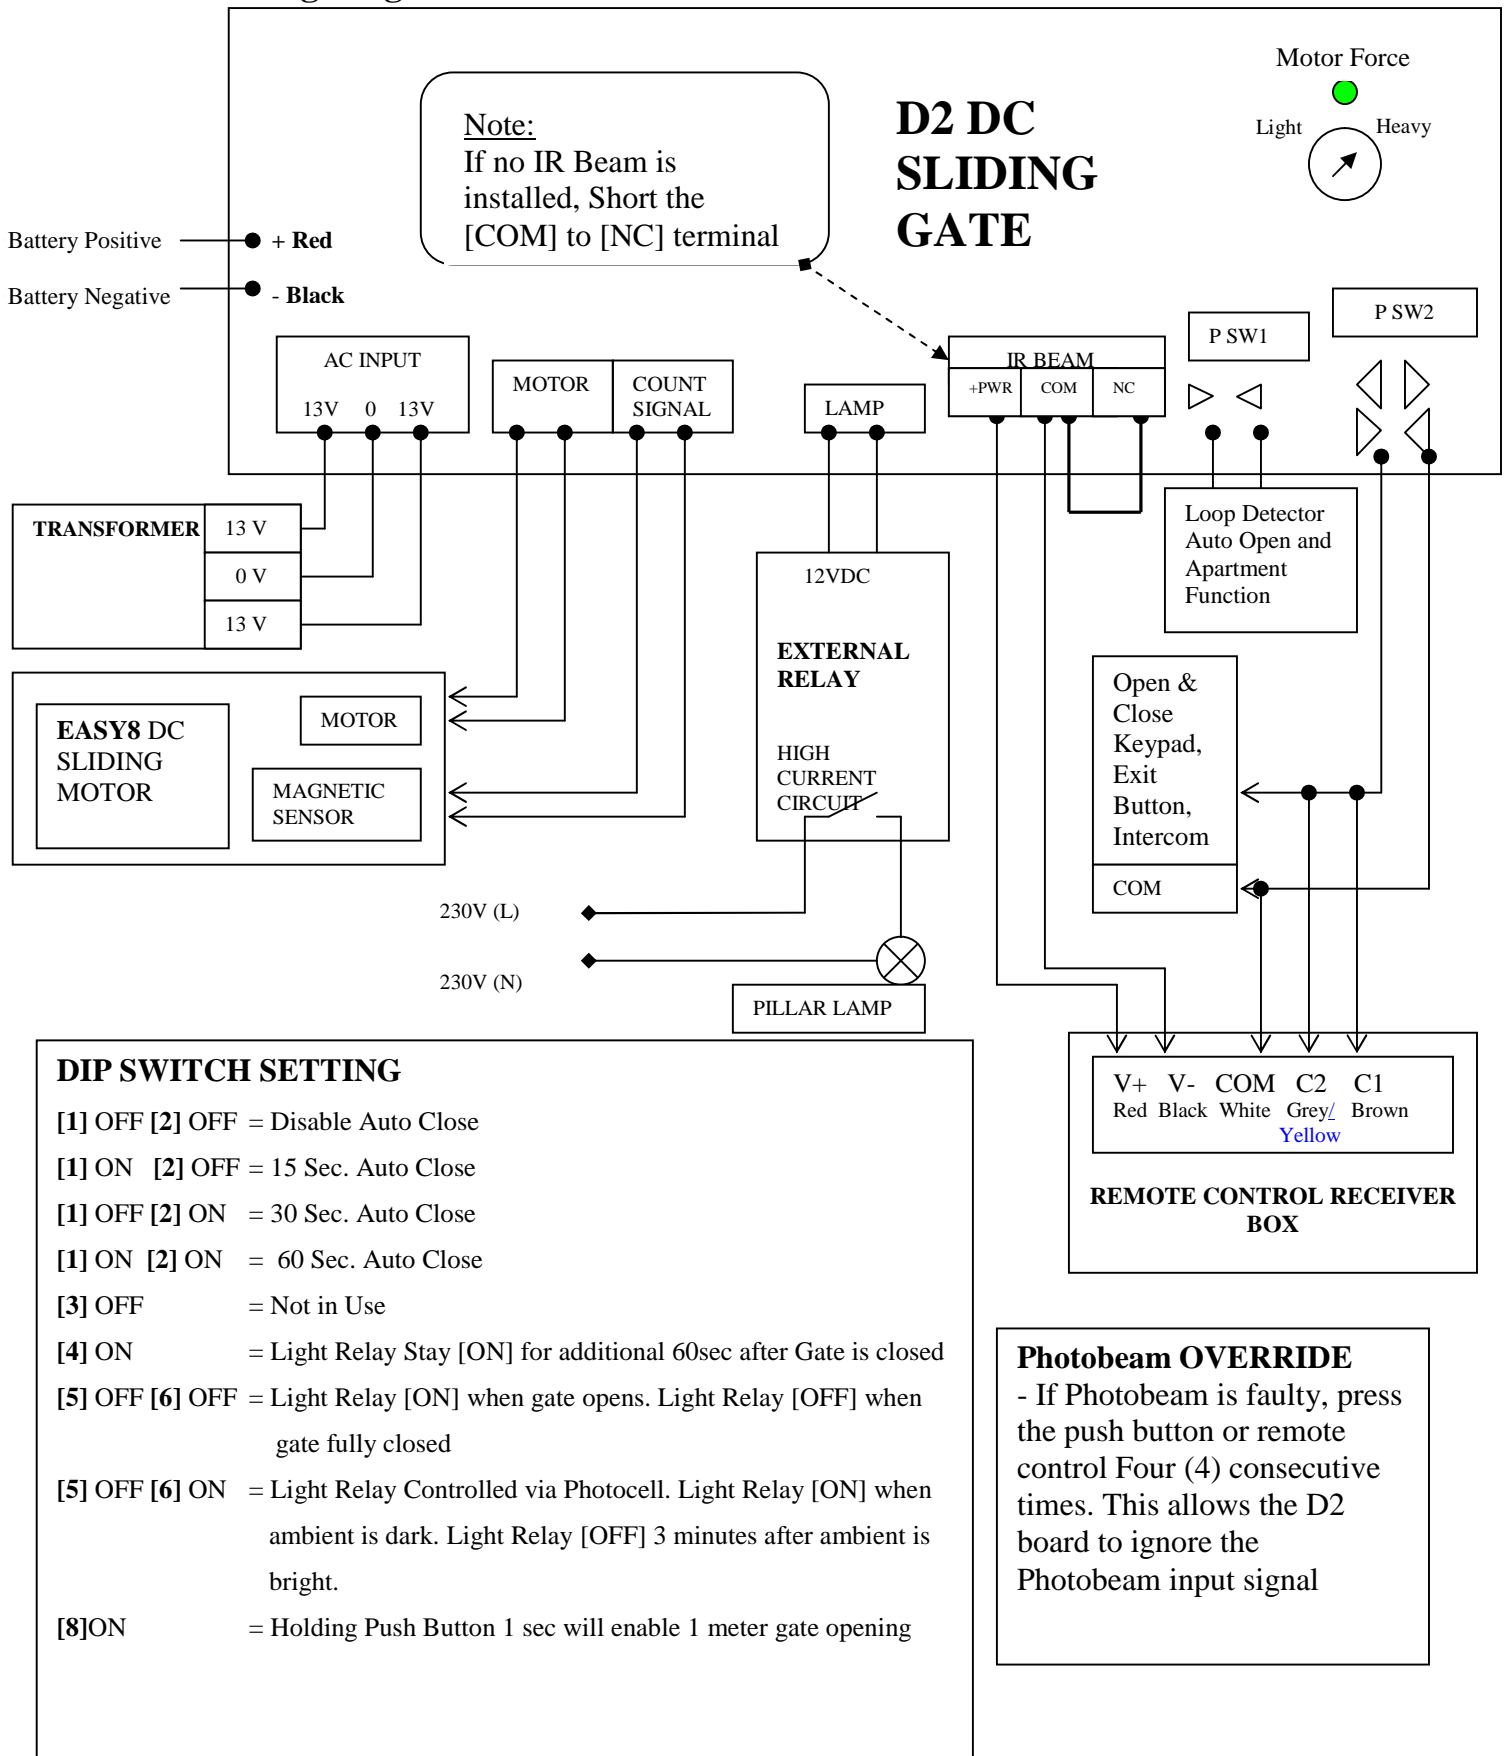 Motor Force
Light
Heavy
D2 DC
SLIDING
GATE
Note:
If no IR Beam is
installed, Short the
[COM] to [NC] terminal
Battery Positive
+ Red
Battery Negative
- Black
P SW2
P SW1
AC INPUT
13V 0 13V
MOTOR
COUNT
SIGNAL
LAMP
IR BEAM
+PWR COM NC
TRANSFORMER
13 V
0 V
13 V
Loop Detector
Auto Open and
Apartment
Function
12VDC
EXTERNAL
RELAY
HIGH
CURRENT
CIRCUIT
EASY8 DC
SLIDING
MOTOR
MOTOR
MAGNETIC
SENSOR
Open &
Close
Keypad,
Exit
Button,
Intercom
COM
230V (L)
230V (N)
PILLAR LAMP
V+ V- COM C2 C1
Red Black White Grey/ Brown
Yellow
REMOTE CONTROL RECEIVER
BOX
DIP SWITCH SETTING
[1] OFF [2] OFF = Disable Auto Close
[1] ON [2] OFF = 15 Sec. Auto Close
[1] OFF [2] ON = 30 Sec. Auto Close
[1] ON [2] ON = 60 Sec. Auto Close
[3] OFF = Not in Use
[4] ON = Light Relay Stay [ON] for additional 60sec after Gate is closed
[5] OFF [6] OFF = Light Relay [ON] when gate opens. Light Relay [OFF] when
gate fully closed
[5] OFF [6] ON = Light Relay Controlled via Photocell. Light Relay [ON] when
ambient is dark. Light Relay [OFF] 3 minutes after ambient is
bright.
[8]ON = Holding Push Button 1 sec will enable 1 meter gate opening
Photobeam OVERRIDE
- If Photobeam is faulty, press
the push button or remote
control Four (4) consecutive
times. This allows the D2
board to ignore the
Photobeam input signal